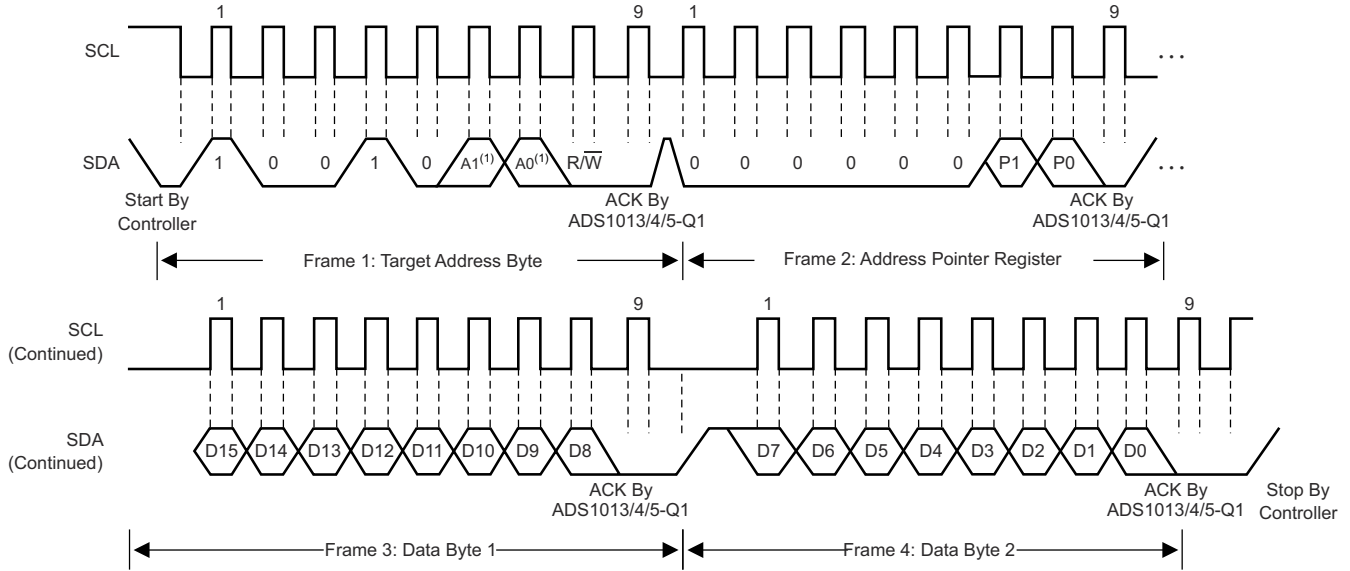 1 9 1 9
SCL ...
SDA 1 0 0 1 0 A1(1) A0(1) R/W̅ 0 0 0 0 0 0 P1 P0 ...
Start By
Controller
ACK By
ADS1013/4/5-Q1
ACK By
ADS1013/4/5-Q1
Frame 1: Target Address Byte
Frame 2: Address Pointer Register
1 9 1 9
SCL
(Continued)
SDA
(Continued)
D15 D14 D13 D12 D11 D10 D9 D8 D7 D6 D5 D4 D3 D2 D1 D0
ACK By
ADS1013/4/5-Q1
ACK By
ADS1013/4/5-Q1
Stop By
Controller
Frame 3: Data Byte 1
Frame 4: Data Byte 2